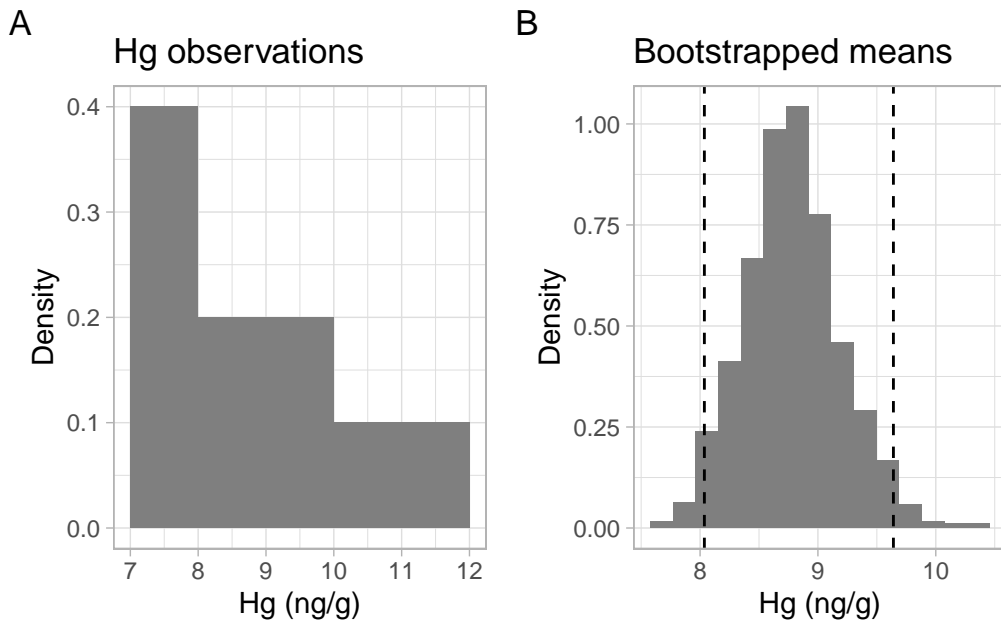 A
Hg observations
Density
0.4
0.3
0.2
0.1
0.0
7 8 9 10 11 12
Hg (ng/g)
B
Bootstrapped means
Density
1.00
0.75
0.50
0.25
0.00
8 9 10
Hg (ng/g)